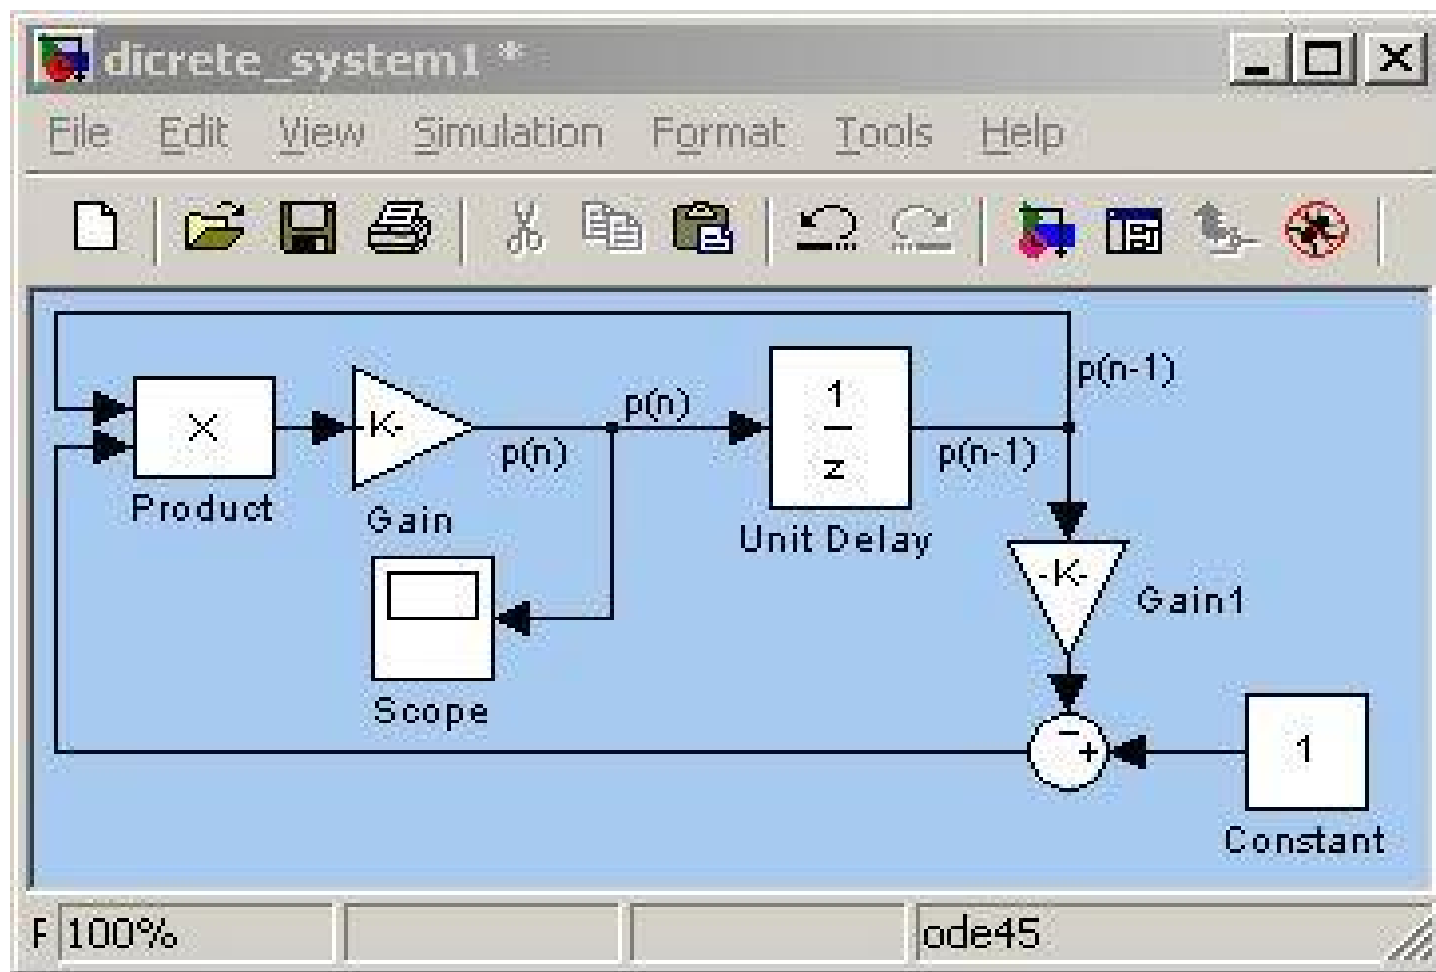 dicrete_system1 *
File Edit View Simulation Format Tools Help
p(n-1)
p(n)
1
z
X
-K-
p(n)
p(n-1)
Product
Gain
Unit Delay
-K-
Gain1
Scope
−
+
1
Constant
F 100% ode45